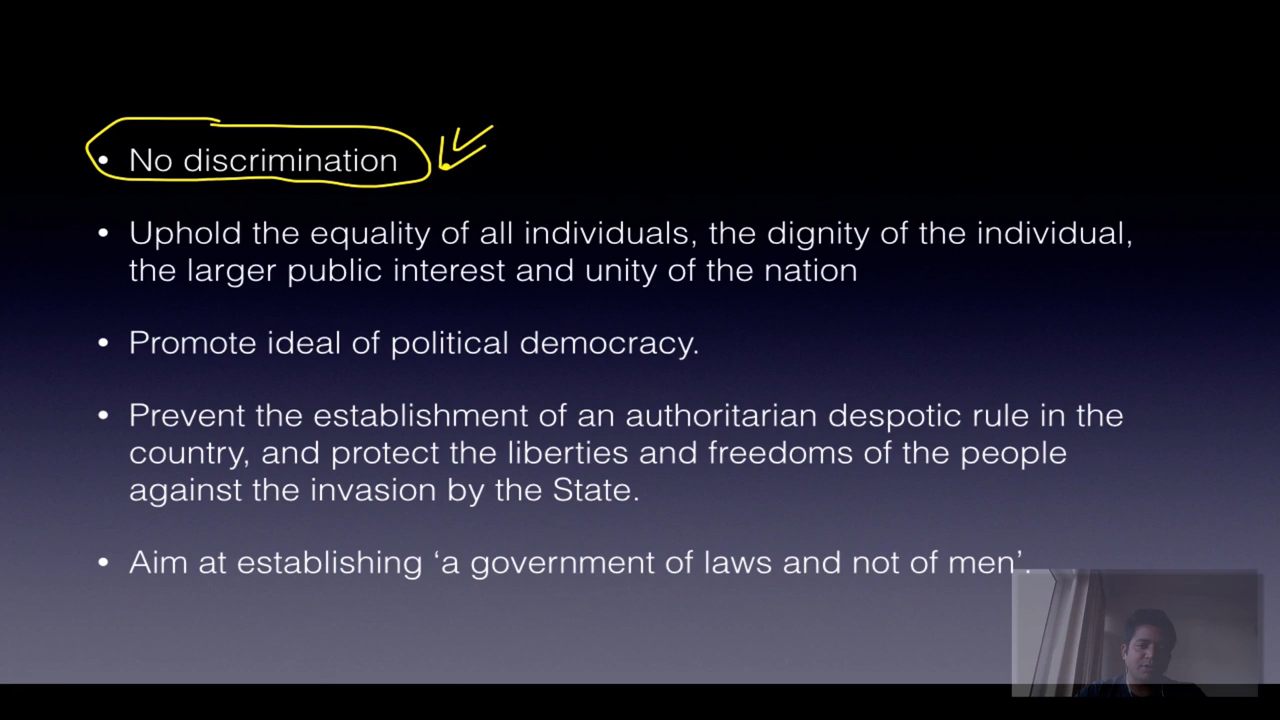 • No discrimination
• Uphold the equality of all individuals, the dignity of the individual,
the larger public interest and unity of the nation
• Promote ideal of political democracy.
• Prevent the establishment of an authoritarian despotic rule in the
country, and protect the liberties and freedoms of the people
against the invasion by the State.
• Aim at establishing ‘a government of laws and not of men’.